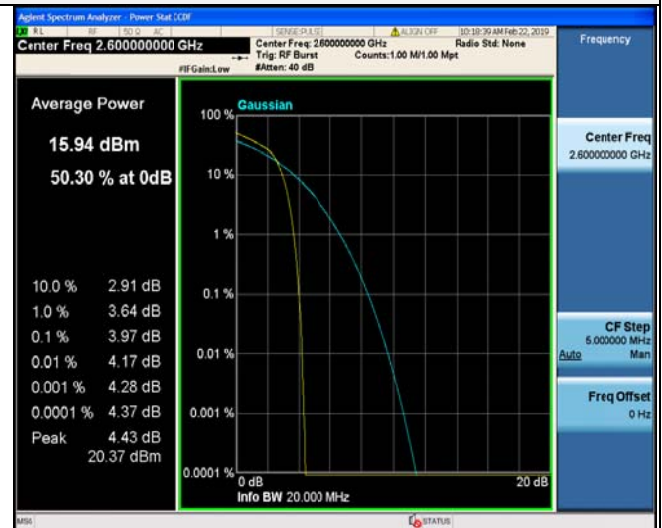 Agilent Spectrum Analyzer - Power Stat CCDF
RL RF 50 Ω AC SENSE:PULSE ALIGN OFF 10:18:39 AM Feb 22, 2019
Center Freq 2.600000000 GHz
Center Freq: 2.600000000 GHz Radio Std: None
Trig: RF Burst Counts:1.00 M/1.00 Mpt
#IFGain:Low #Atten: 40 dB
Frequency
Average Power
15.94 dBm
50.30 % at 0dB
10.0 % 2.91 dB
1.0 % 3.64 dB
0.1 % 3.97 dB
0.01 % 4.17 dB
0.001 % 4.28 dB
0.0001 % 4.37 dB
Peak 4.43 dB
20.37 dBm
Gaussian
100 %
10 %
1 %
0.1 %
0.01 %
0.001 %
0.0001 %
0 dB 20 dB
Info BW 20.000 MHz
Center Freq
2.600000000 GHz
CF Step
5.000000 MHz
Auto Man
Freq Offset
0 Hz
MSG STATUS